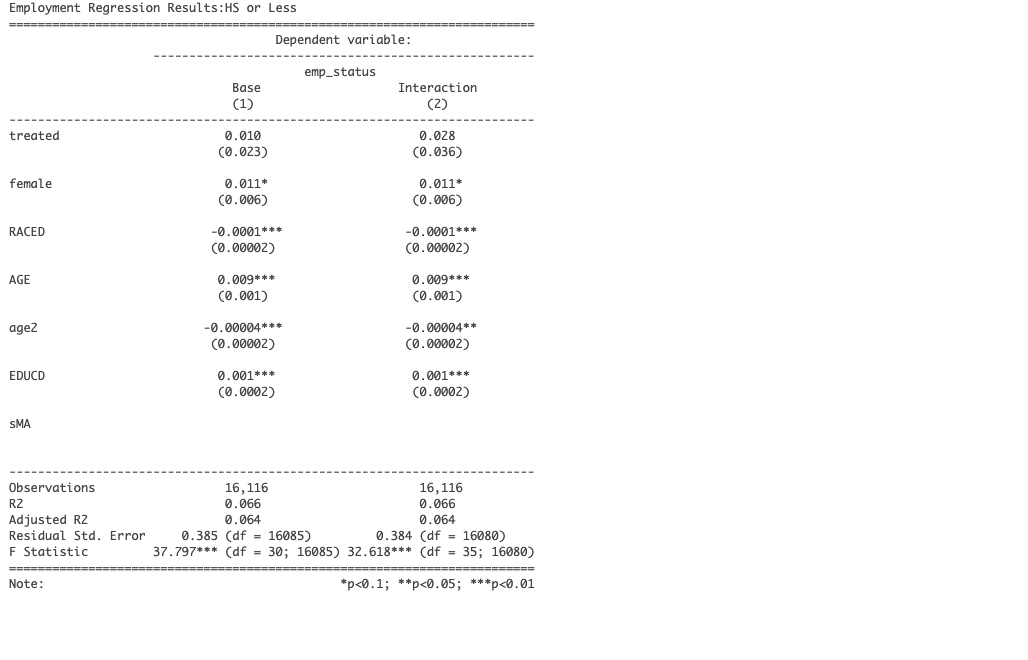 Employment Regression Results:HS or Less
==========================================================================
Dependent variable:
-----------------------------------------------------
emp_status
Base Interaction
(1) (2)
--------------------------------------------------------------------------
treated 0.010 0.028
(0.023) (0.036)
female 0.011* 0.011*
(0.006) (0.006)
RACED -0.0001*** -0.0001***
(0.00002) (0.00002)
AGE 0.009*** 0.009***
(0.001) (0.001)
age2 -0.00004*** -0.00004**
(0.00002) (0.00002)
EDUCD 0.001*** 0.001***
(0.0002) (0.0002)
sMA
--------------------------------------------------------------------------
Observations 16,116 16,116
R2 0.066 0.066
Adjusted R2 0.064 0.064
Residual Std. Error 0.385 (df = 16085) 0.384 (df = 16080)
F Statistic 37.797*** (df = 30; 16085) 32.618*** (df = 35; 16080)
==========================================================================
Note: *p<0.1; **p<0.05; ***p<0.01